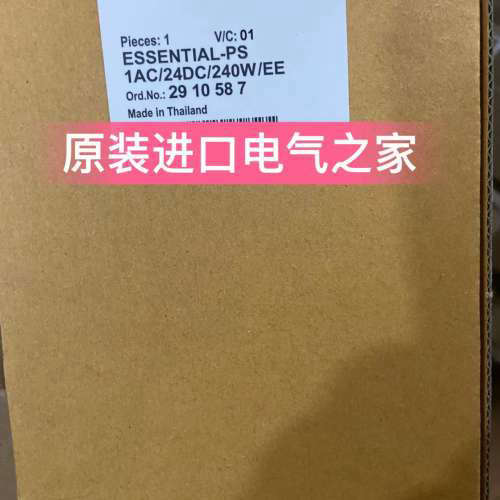 Pieces: 1 V/C: 01
ESSENTIAL-PS
1AC/24DC/240W/EE
Ord.No.: 29 10 58 7
Made in Thailand
原装进口电气之家